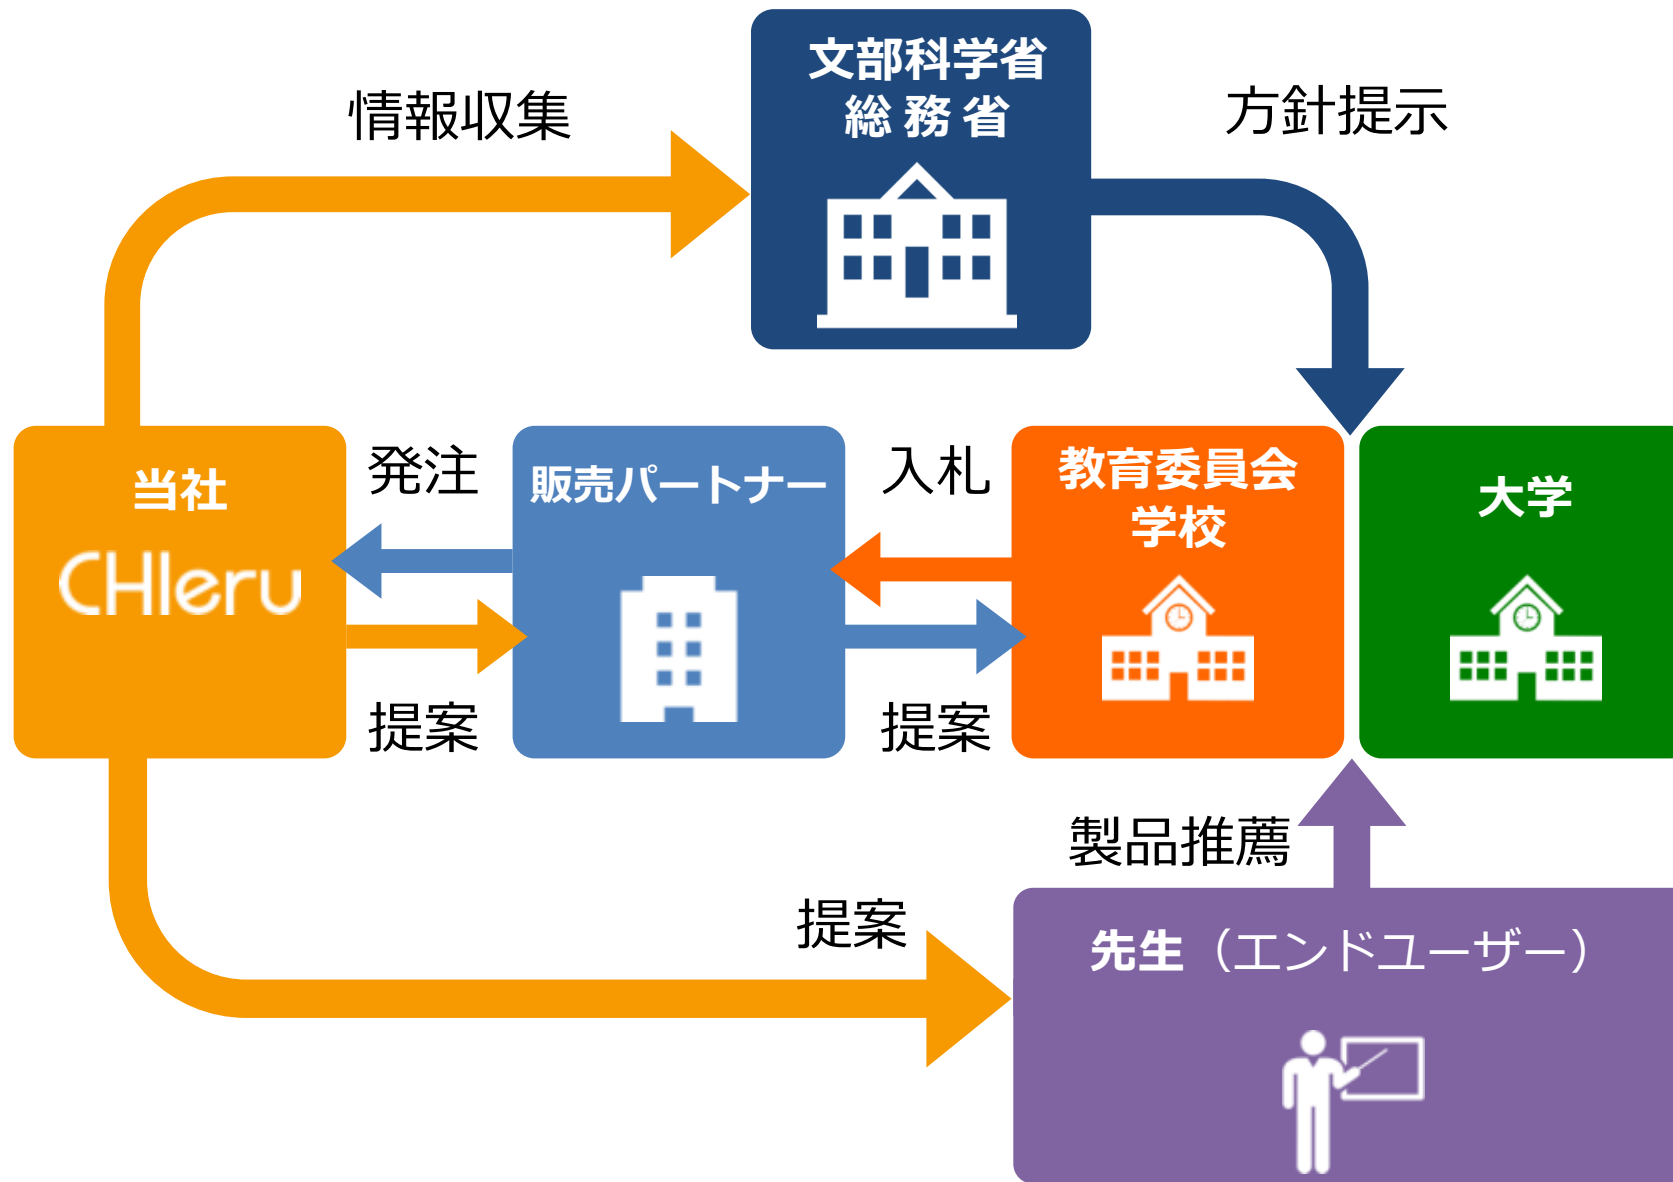 文部科学省
総務省
情報収集
方針提示
当社
CHIeru
発注
提案
販売パートナー
入札
提案
教育委員会
学校
大学
製品推薦
提案
先生（エンドユーザー）